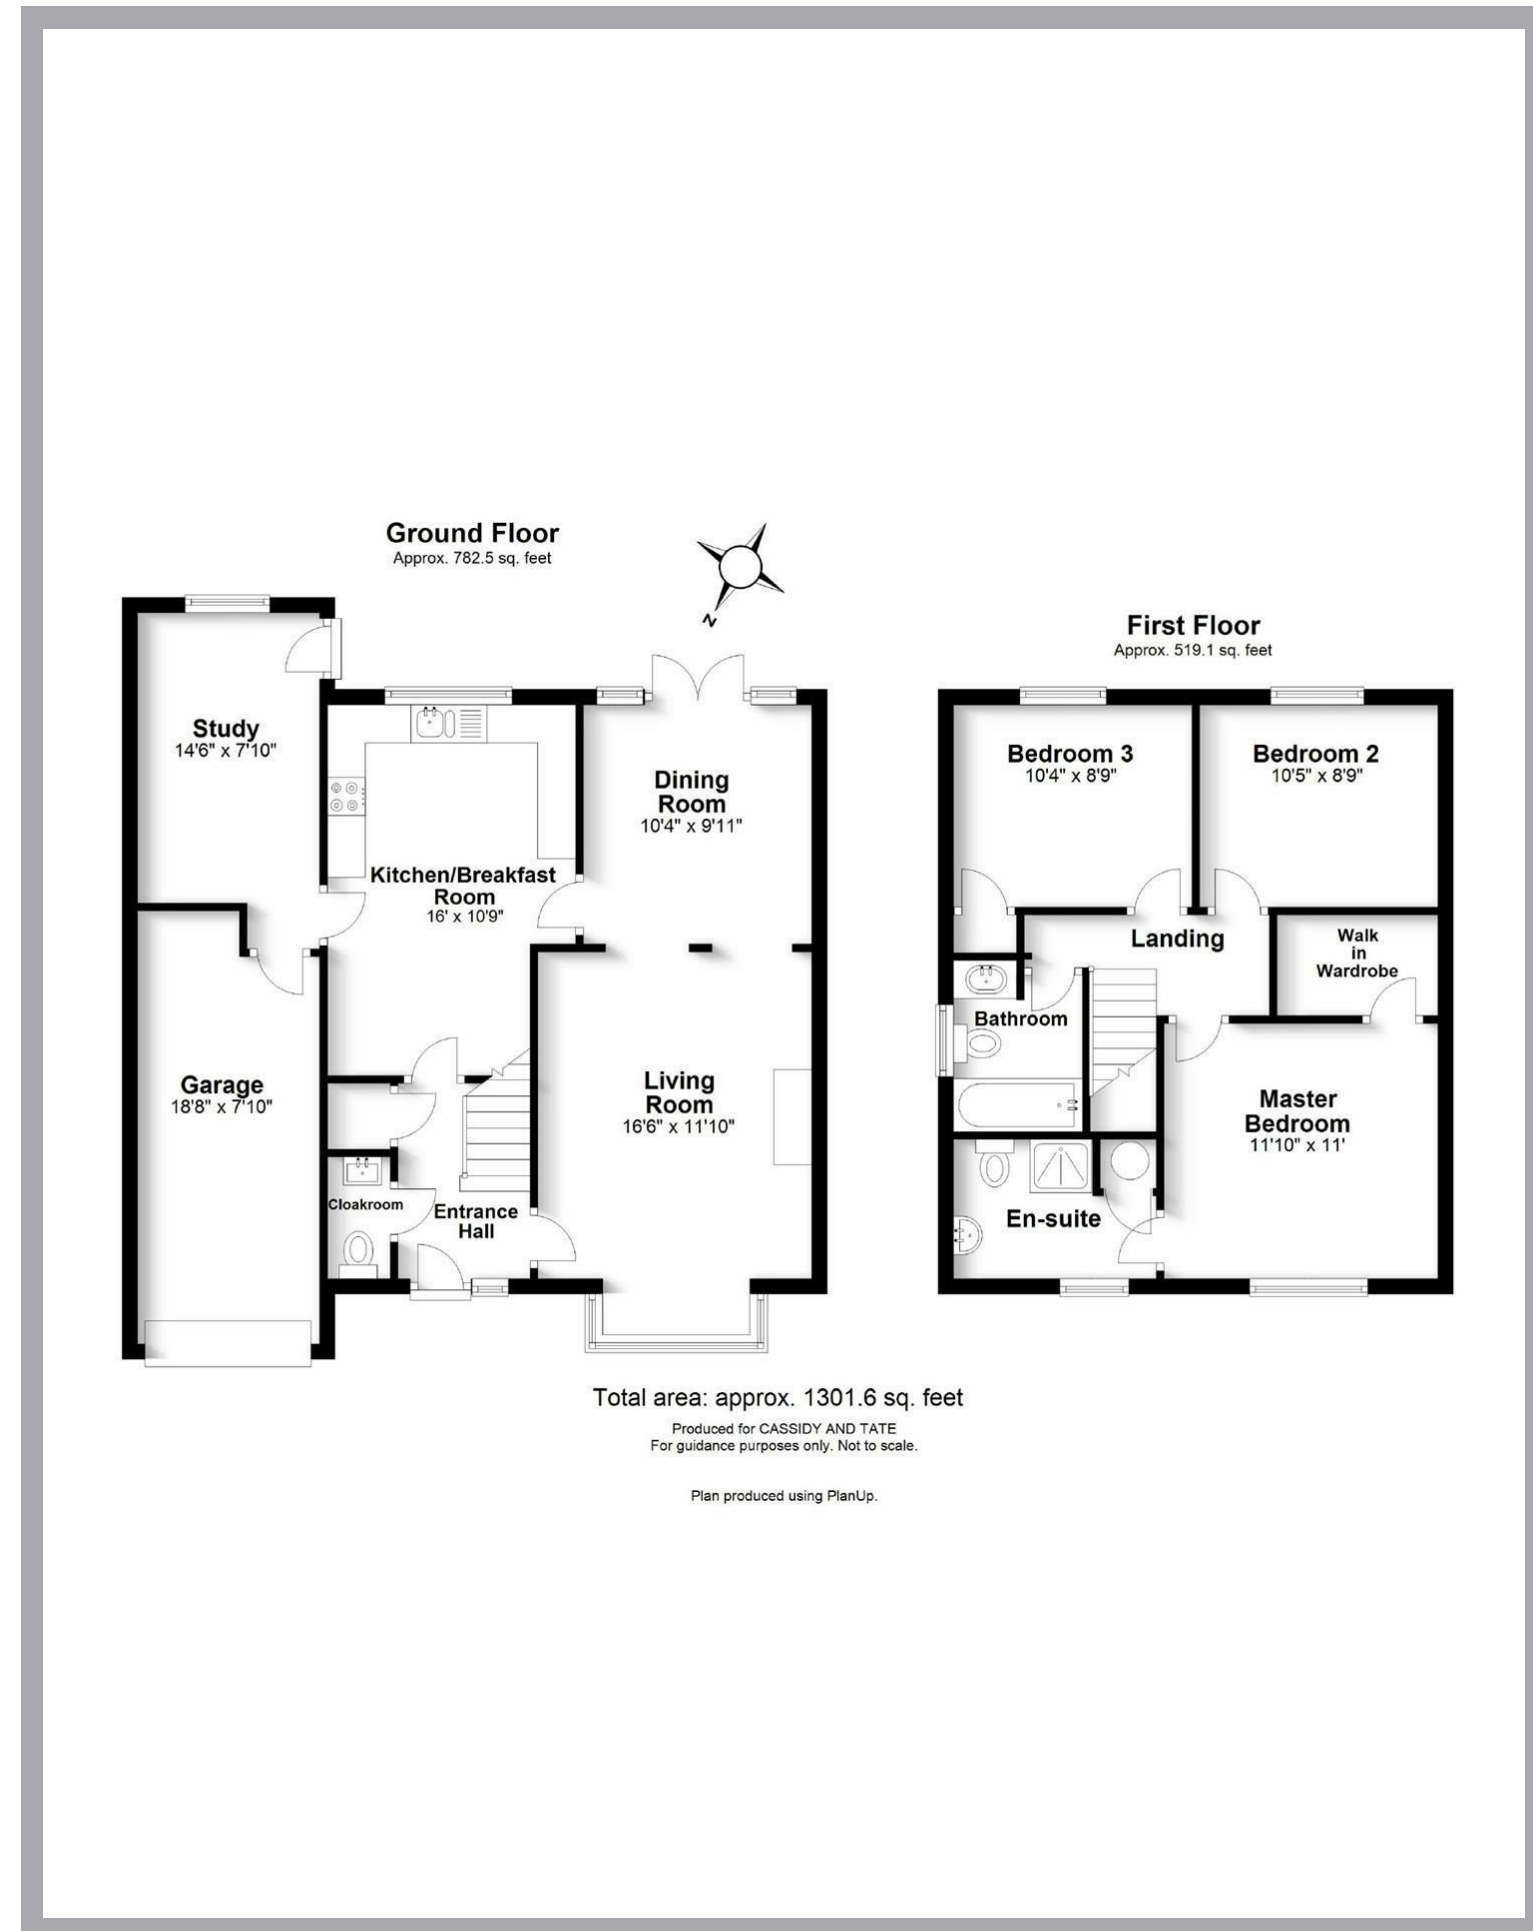 Ground Floor
Approx. 782.5 sq. feet
N
Study
14'6" x 7'10"
Dining
Room
10'4" x 9'11"
Kitchen/Breakfast
Room
16' x 10'9"
Garage
18'8" x 7'10"
Living
Room
16'6" x 11'10"
Cloakroom
Entrance
Hall
First Floor
Approx. 519.1 sq. feet
Bedroom 3
10'4" x 8'9"
Bedroom 2
10'5" x 8'9"
Landing
Walk
in
Wardrobe
Bathroom
Master
Bedroom
11'10" x 11'
En-suite
Total area: approx. 1301.6 sq. feet
Produced for CASSIDY AND TATE
For guidance purposes only. Not to scale.
Plan produced using PlanUp.